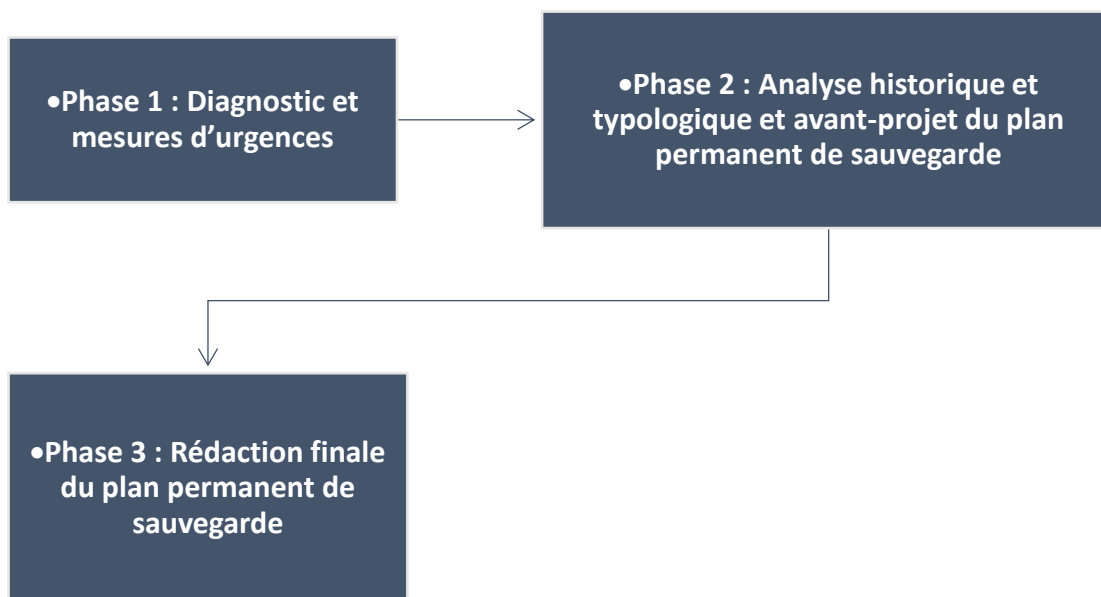 •Phase 1 : Diagnostic et
mesures d’urgences
•Phase 2 : Analyse historique et
typologique et avant-projet du plan
permanent de sauvegarde
•Phase 3 : Rédaction finale
du plan permanent de
sauvegarde